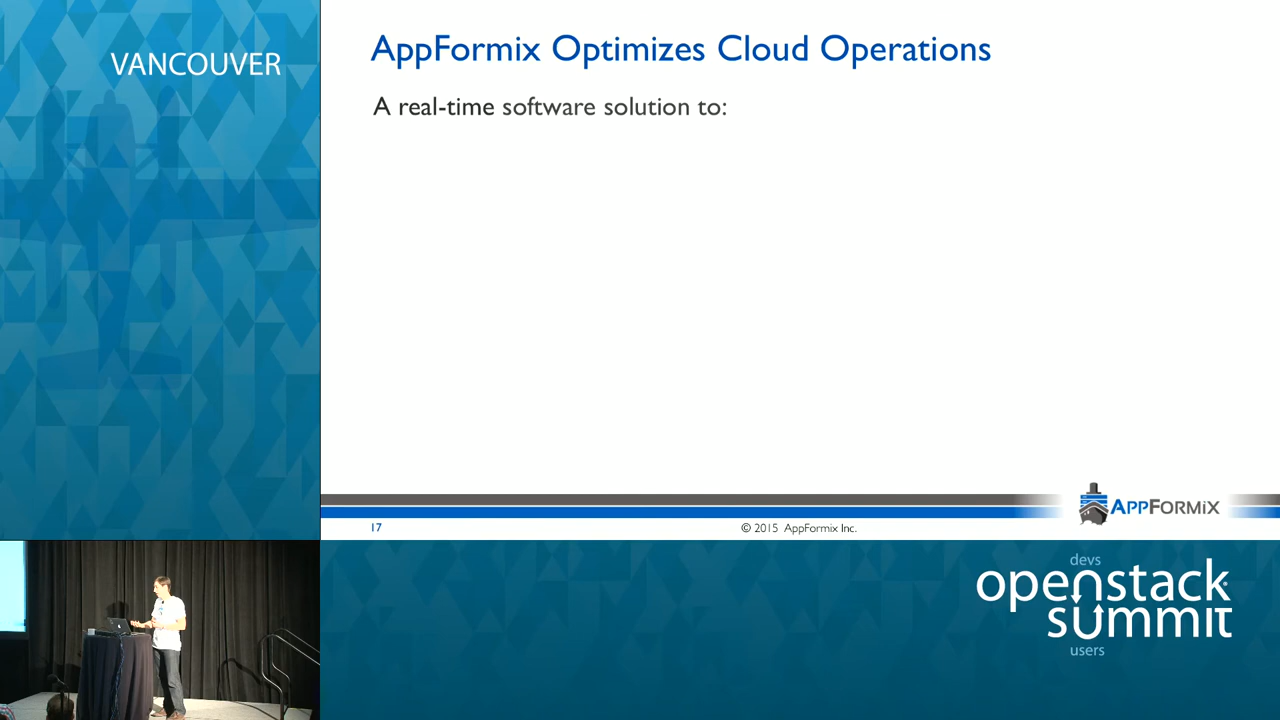 VANCOUVER
AppFormix Optimizes Cloud Operations
A real-time software solution to:
APPFORMIX
17
© 2015 AppFormix Inc.
devs
openstack
summit
users